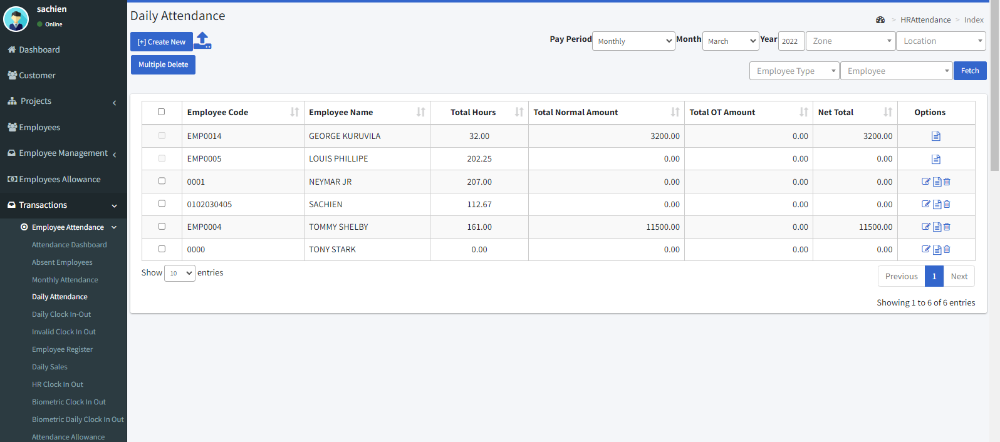 sachien
Online
Dashboard
Customer
Projects
Employees
Employee Management
Employees Allowance
Transactions
Employee Attendance
Attendance Dashboard
Absent Employees
Monthly Attendance
Daily Attendance
Daily Clock In-Out
Invalid Clock In Out
Employee Register
Daily Sales
HR Clock In Out
Biometric Clock In Out
Biometric Daily Clock In Out
Attendance Allowance
Daily Attendance
> HRAttendance > Index
[+] Create New
Multiple Delete
Pay Period Monthly Month March Year 2022 Zone Location
Employee Type Employee Fetch
Employee Code Employee Name Total Hours Total Normal Amount Total OT Amount Net Total Options
EMP0014 GEORGE KURUVILA 32.00 3200.00 0.00 3200.00
EMP0005 LOUIS PHILLIPE 202.25 0.00 0.00 0.00
0001 NEYMAR JR 207.00 0.00 0.00 0.00
0102030405 SACHIEN 112.67 0.00 0.00 0.00
EMP0004 TOMMY SHELBY 161.00 11500.00 0.00 11500.00
0000 TONY STARK 0.00 0.00 0.00 0.00
Show 10 entries
Previous 1 Next
Showing 1 to 6 of 6 entries